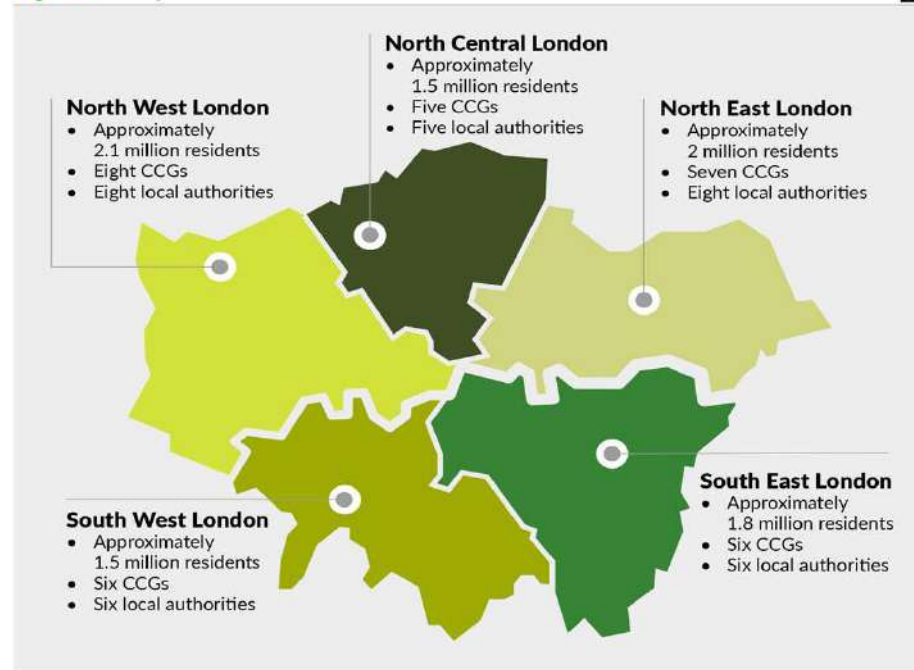 North Central London
• Approximately
1.5 million residents
• Five CCGs
• Five local authorities
North West London
• Approximately
2.1 million residents
• Eight CCGs
• Eight local authorities
North East London
• Approximately
2 million residents
• Seven CCGs
• Eight local authorities
South West London
• Approximately
1.5 million residents
• Six CCGs
• Six local authorities
South East London
• Approximately
1.8 million residents
• Six CCGs
• Six local authorities